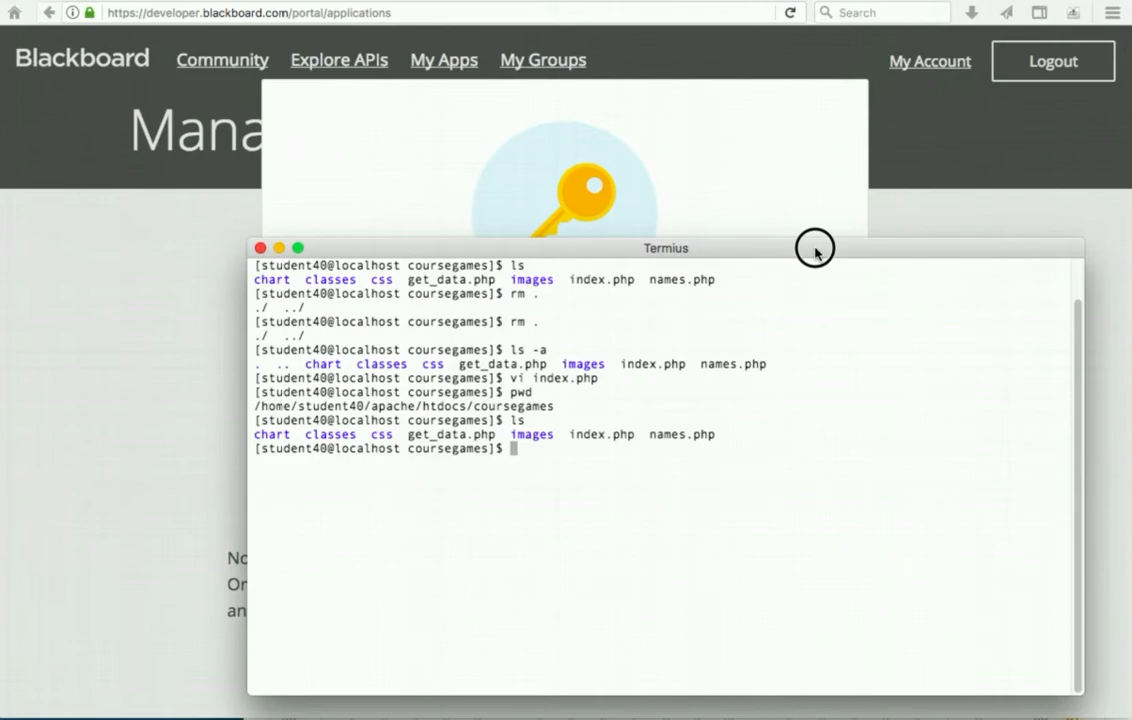 https://developer.blackboard.com/portal/applications
Search
Blackboard
Community
Explore APIs
My Apps
My Groups
My Account
Logout
Mana
Termius
[student40@localhost coursegames]$ ls
chart classes css get_data.php images index.php names.php
[student40@localhost coursegames]$ rm .
./ ../
[student40@localhost coursegames]$ rm .
./ ../
[student40@localhost coursegames]$ ls -a
. .. chart classes css get_data.php images index.php names.php
[student40@localhost coursegames]$ vi index.php
[student40@localhost coursegames]$ pwd
/home/student40/apache/htdocs/coursegames
[student40@localhost coursegames]$ ls
chart classes css get_data.php images index.php names.php
[student40@localhost coursegames]$
No
Or
an